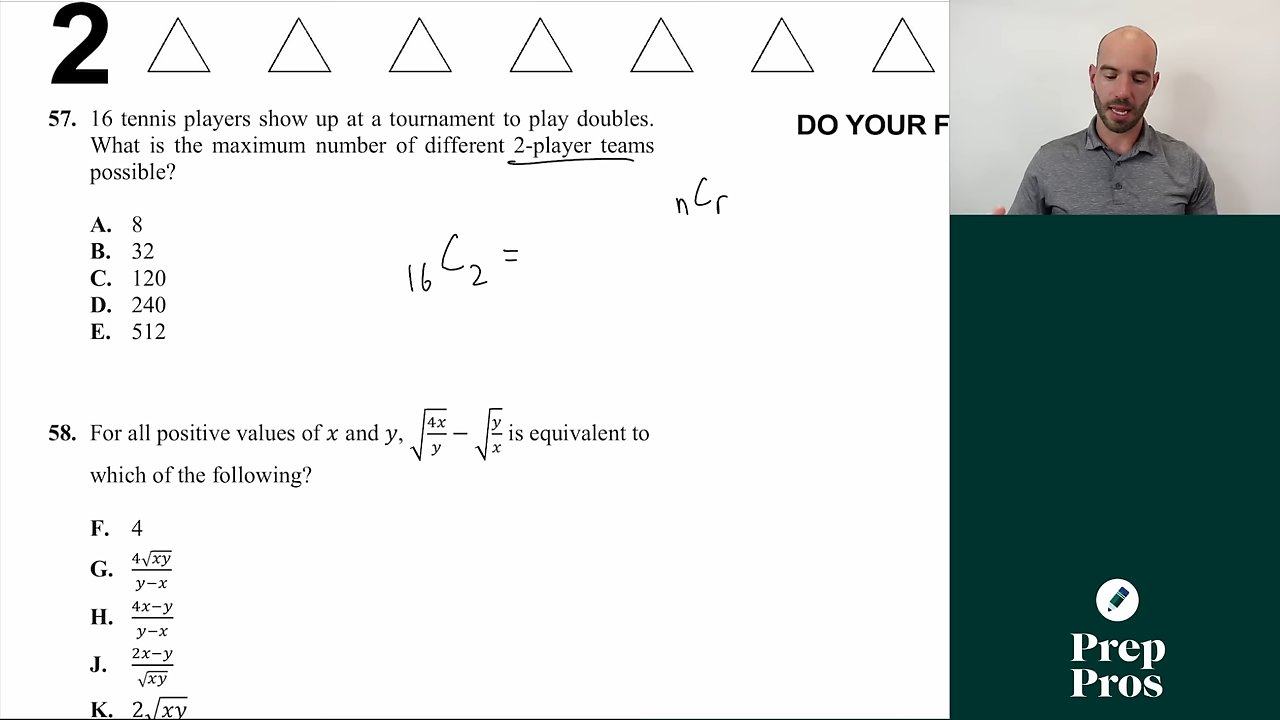 2
57. 16 tennis players show up at a tournament to play doubles.
What is the maximum number of different 2-player teams
possible?
A. 8
B. 32
C. 120
D. 240
E. 512
DO YOUR F
nCr
16C2 =
58. For all positive values of x and y, √(4x/y) − √(y/x) is equivalent to
which of the following?
F. 4
G. 4√xy / y−x
H. 4x−y / y−x
J. 2x−y / √xy
K. 2√xy
Prep
Pros